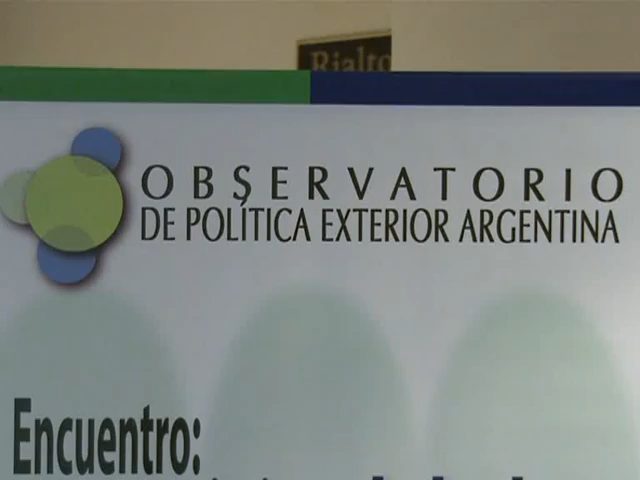 Rialto
OBSERVATORIO
DE POLÍTICA EXTERIOR ARGENTINA
Encuentro: